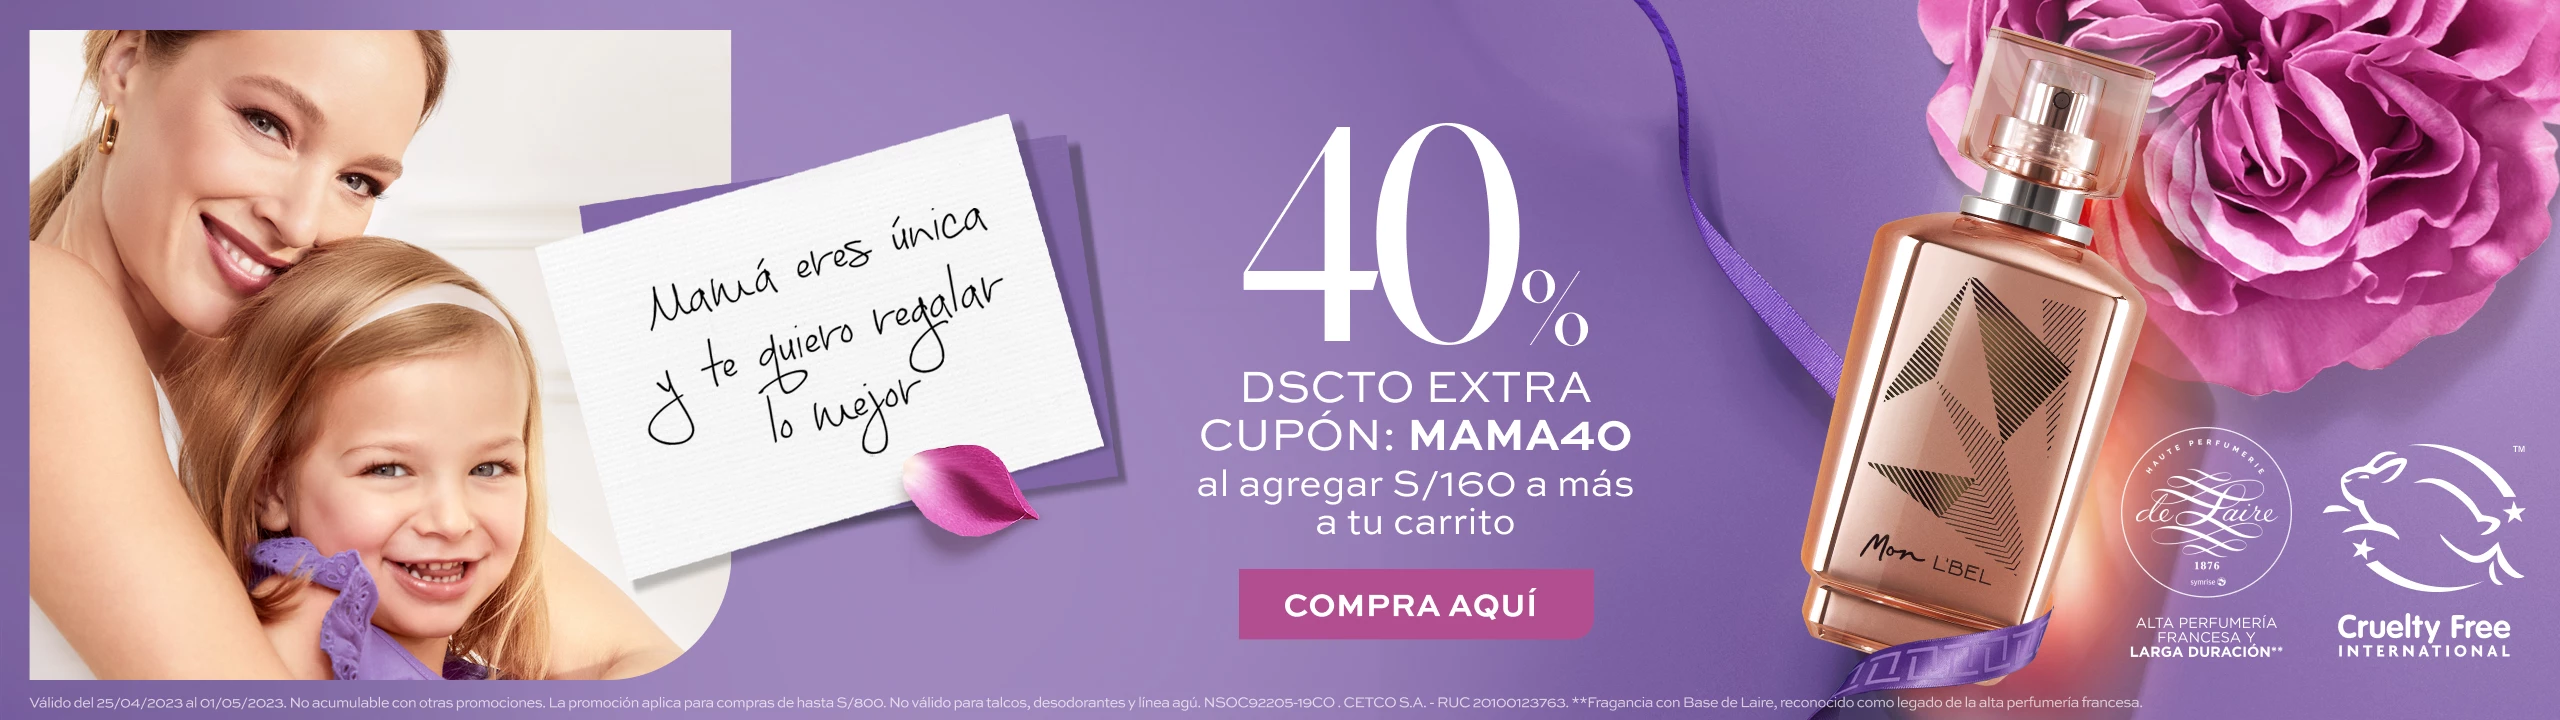 Mamá eres única
y te quiero regalar
lo mejor
40%
DSCTO EXTRA
CUPÓN: MAMA40
al agregar S/160 a más
a tu carrito
COMPRA AQUÍ
Mon L'BEL
HAUTE PERFUMERIE
de Laire
1876
symrise
ALTA PERFUMERÍA
FRANCESA Y
LARGA DURACIÓN**
TM
Cruelty Free
INTERNATIONAL
Válido del 25/04/2023 al 01/05/2023. No acumulable con otras promociones. La promoción aplica para compras de hasta S/800. No válido para talcos, desodorantes y línea agú. NSOC92205-19CO . CETCO S.A. - RUC 20100123763. **Fragancia con Base de Laire, reconocido como legado de la alta perfumería francesa.